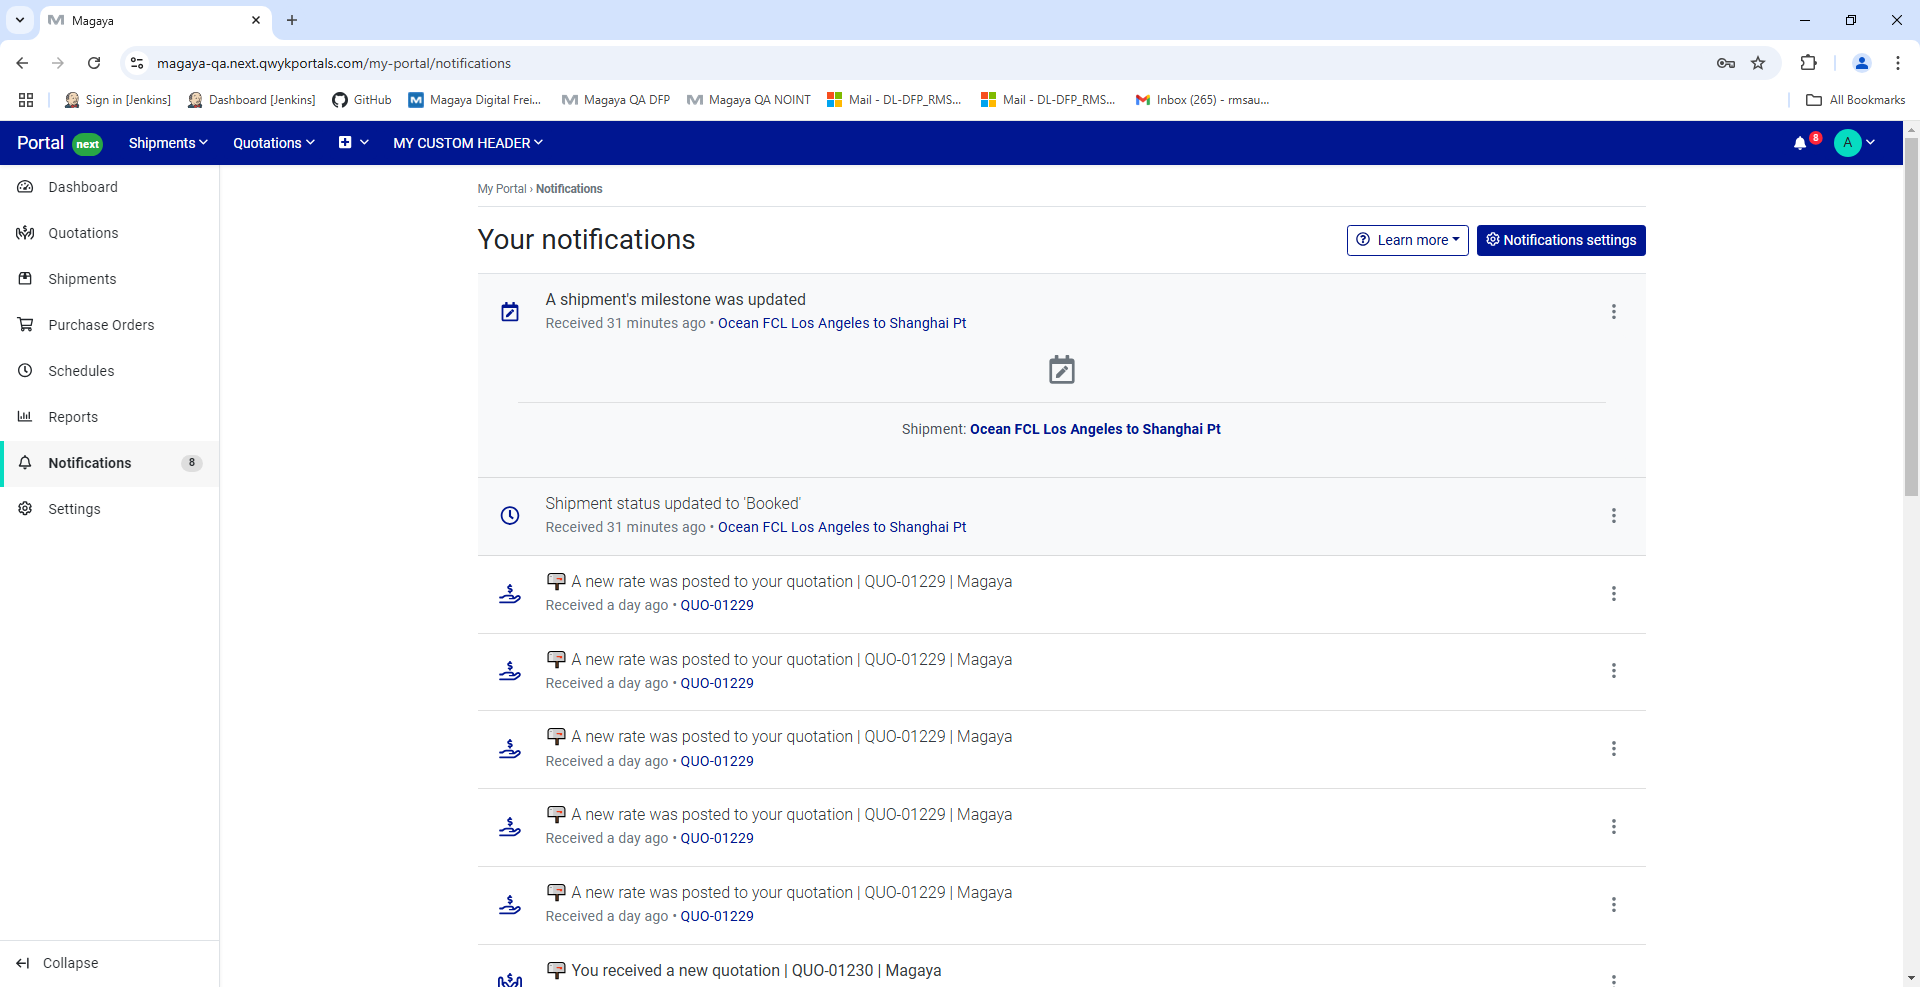 Magaya
magaya-qa.next.qwykportals.com/my-portal/notifications
Sign in [Jenkins]
Dashboard [Jenkins]
GitHub
Magaya Digital Frei...
Magaya QA DFP
Magaya QA NOINT
Mail - DL-DFP_RMS...
Mail - DL-DFP_RMS...
Inbox (265) - rmsau...
All Bookmarks
Portal next
Shipments
Quotations
MY CUSTOM HEADER
8
A
Dashboard
Quotations
Shipments
Purchase Orders
Schedules
Reports
Notifications 8
Settings
Collapse
My Portal › Notifications
Your notifications
Learn more
Notifications settings
A shipment's milestone was updated
Received 31 minutes ago • Ocean FCL Los Angeles to Shanghai Pt
Shipment: Ocean FCL Los Angeles to Shanghai Pt
Shipment status updated to 'Booked'
Received 31 minutes ago • Ocean FCL Los Angeles to Shanghai Pt
A new rate was posted to your quotation | QUO-01229 | Magaya
Received a day ago • QUO-01229
A new rate was posted to your quotation | QUO-01229 | Magaya
Received a day ago • QUO-01229
A new rate was posted to your quotation | QUO-01229 | Magaya
Received a day ago • QUO-01229
A new rate was posted to your quotation | QUO-01229 | Magaya
Received a day ago • QUO-01229
A new rate was posted to your quotation | QUO-01229 | Magaya
Received a day ago • QUO-01229
You received a new quotation | QUO-01230 | Magaya